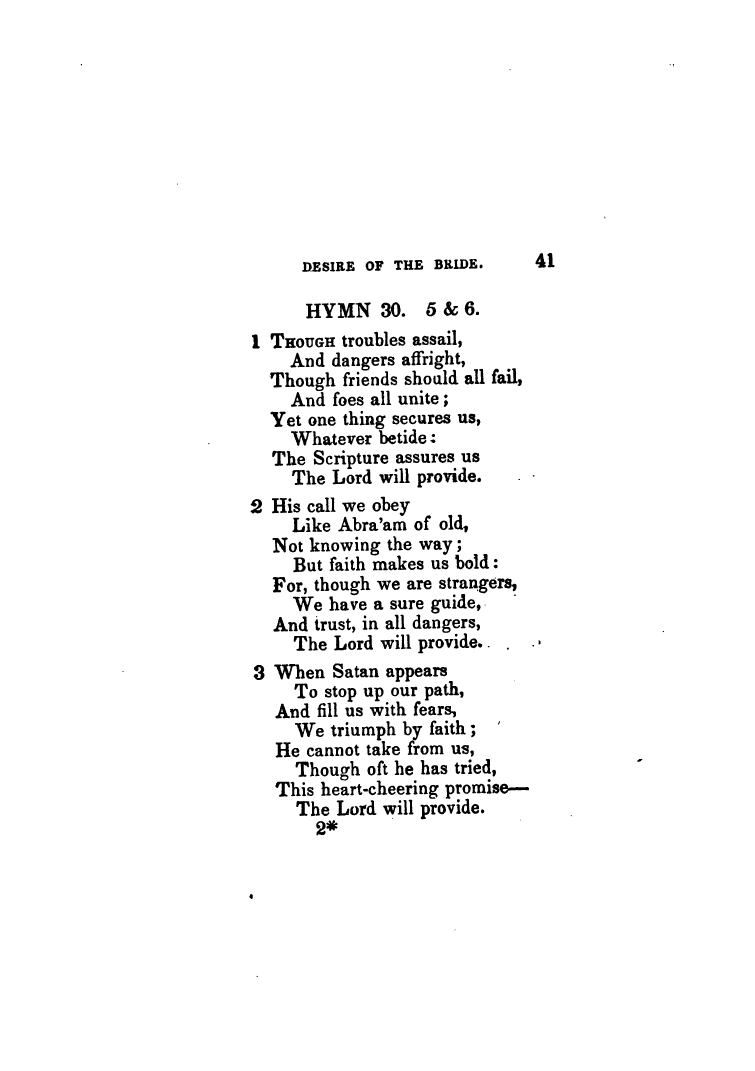 DESIRE OF THE BRIDE. 41
HYMN 30. 5 & 6.
1 THOUGH troubles assail,
And dangers affright,
Though friends should all fail,
And foes all unite;
Yet one thing secures us,
Whatever betide:
The Scripture assures us
The Lord will provide.
2 His call we obey
Like Abra'am of old,
Not knowing the way;
But faith makes us bold:
For, though we are strangers,
We have a sure guide,
And trust, in all dangers,
The Lord will provide.
3 When Satan appears
To stop up our path,
And fill us with fears,
We triumph by faith;
He cannot take from us,
Though oft he has tried,
This heart-cheering promise—
The Lord will provide.
2*